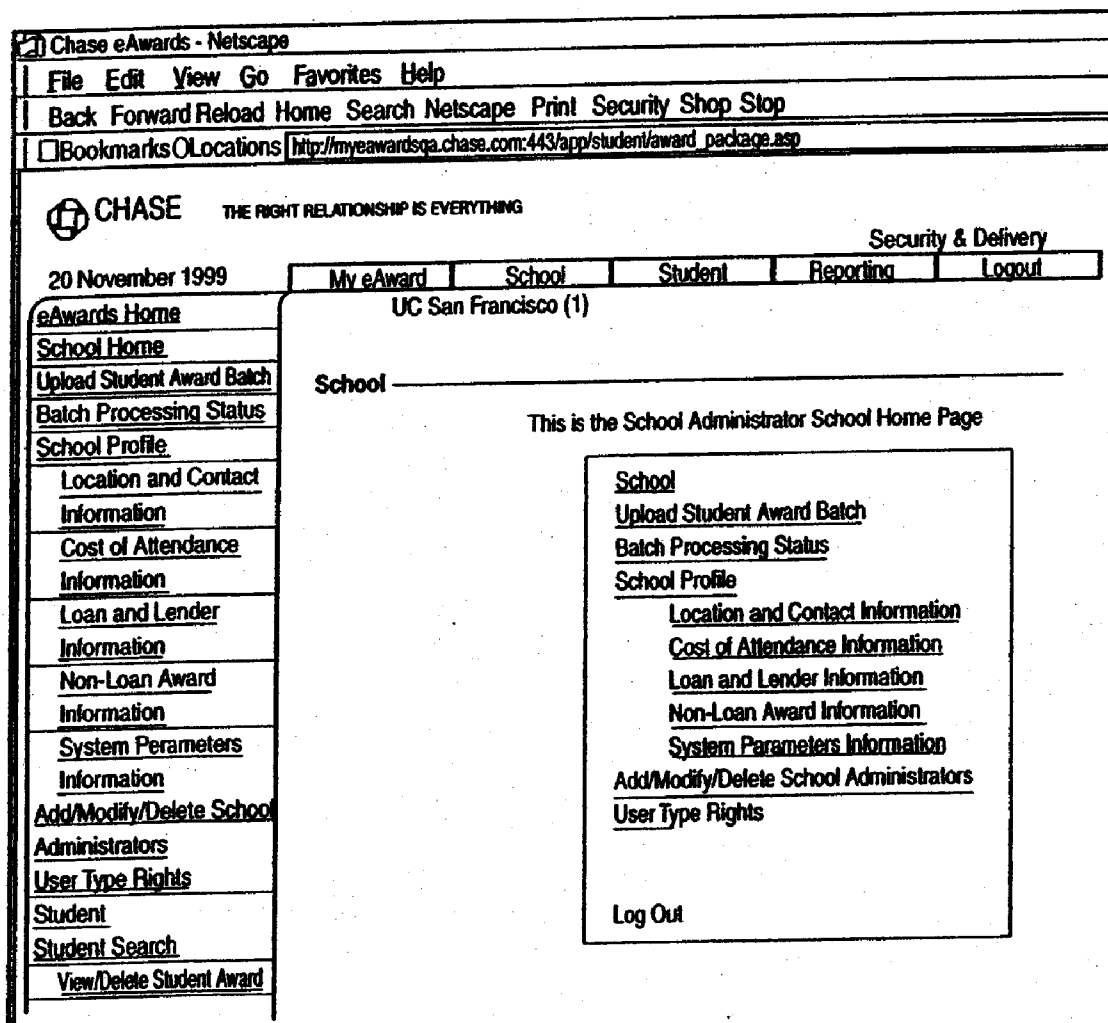 Chase eAwards - Netscape
File Edit View Go Favorites Help
Back Forward Reload Home Search Netscape Print Security Shop Stop
Bookmarks Locations http://myeawardsqa.chase.com:443/app/student/award_package.asp
CHASE THE RIGHT RELATIONSHIP IS EVERYTHING
Security & Delivery
20 November 1999 My eAward School Student Reporting Logout
UC San Francisco (1)
eAwards Home
School Home
Upload Student Award Batch
Batch Processing Status
School Profile
Location and Contact
Information
Cost of Attendance
Information
Loan and Lender
Information
Non-Loan Award
Information
System Perameters
Information
Add/Modify/Delete School
Administrators
User Type Rights
Student
Student Search
View/Delete Student Award
School
This is the School Administrator School Home Page
School
Upload Student Award Batch
Batch Processing Status
School Profile
Location and Contact Information
Cost of Attendance Information
Loan and Lender Information
Non-Loan Award Information
System Parameters Information
Add/Modify/Delete School Administrators
User Type Rights
Log Out